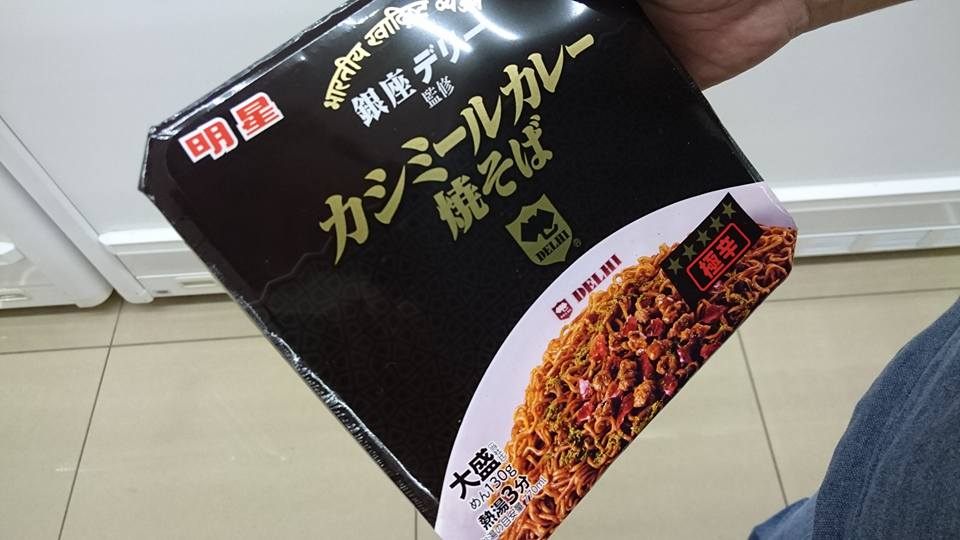 明星
भारतीय स्वादिष्ट
銀座デリー
監修
カシミールカレー
焼そば
DELHI
®
DELHI
★★★★★
極辛
大盛
めん130g
熱湯3分